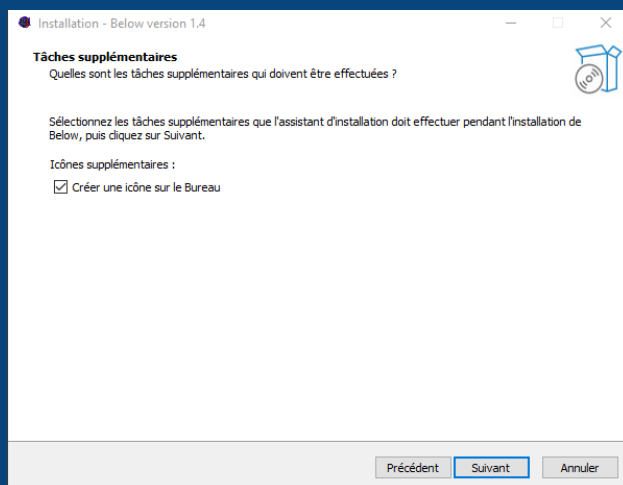 Installation - Below version 1.4
Tâches supplémentaires
Quelles sont les tâches supplémentaires qui doivent être effectuées ?
Sélectionnez les tâches supplémentaires que l'assistant d'installation doit effectuer pendant l'installation de
Below, puis cliquez sur Suivant.
Icônes supplémentaires :
Créer une icône sur le Bureau
Précédent Suivant Annuler